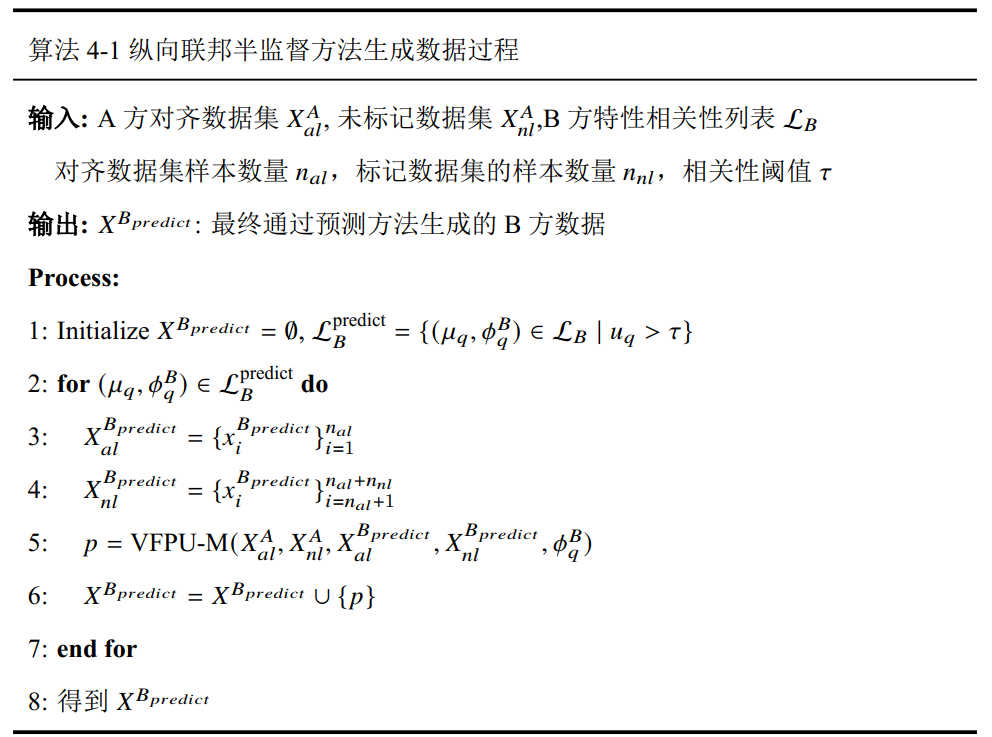 算法 4-1 纵向联邦半监督方法生成数据过程
输入: A 方对齐数据集 $X_{al}^{A}$, 未标记数据集 $X_{nl}^{A}$,B 方特性相关性列表 $\mathcal{L}_B$
对齐数据集样本数量 $n_{al}$，标记数据集的样本数量 $n_{nl}$，相关性阈值 $\tau$
输出: $X^{B_{predict}}$: 最终通过预测方法生成的 B 方数据
Process:
1: Initialize $X^{B_{predict}} = \emptyset$, $\mathcal{L}_B^{\text{predict}} = \{(\mu_q, \phi_q^B) \in \mathcal{L}_B \mid u_q > \tau\}$
2: for $(\mu_q, \phi_q^B) \in \mathcal{L}_B^{\text{predict}}$ do
3: $X_{al}^{B_{predict}} = \{x_i^{B_{predict}}\}_{i=1}^{n_{al}}$
4: $X_{nl}^{B_{predict}} = \{x_i^{B_{predict}}\}_{i=n_{al}+1}^{n_{al}+n_{nl}}$
5: $p = \text{VFPU-M}(X_{al}^{A}, X_{nl}^{A}, X_{al}^{B_{predict}}, X_{nl}^{B_{predict}}, \phi_q^B)$
6: $X^{B_{predict}} = X^{B_{predict}} \cup \{p\}$
7: end for
8: 得到 $X^{B_{predict}}$